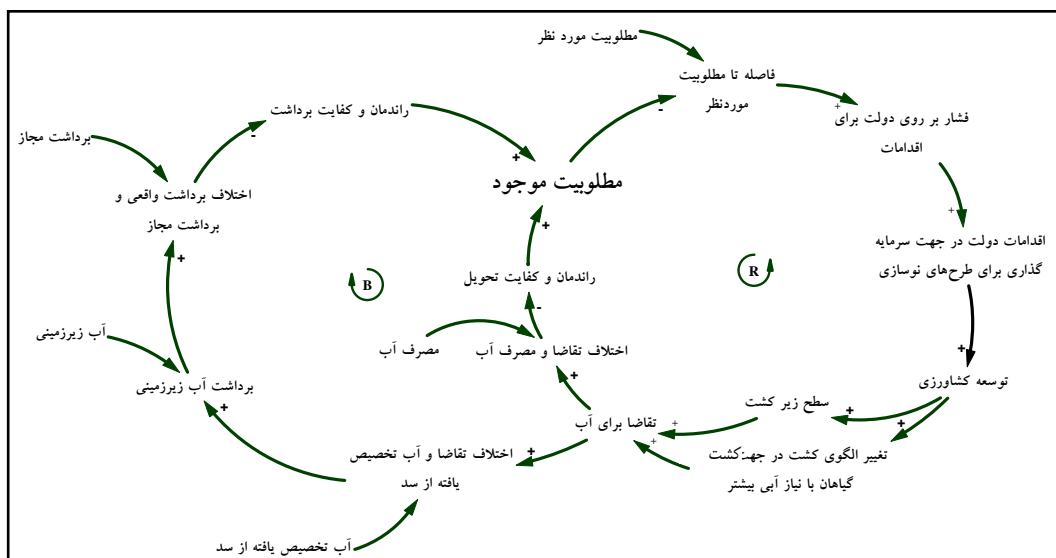 مطلوبیت مورد نظر
فاصله تا مطلوبیت
موردنظر
فشار بر روی دولت برای
اقدامات
راندمان و کفایت برداشت
برداشت مجاز
اختلاف برداشت واقعی و
برداشت مجاز
مطلوبیت موجود
اقدامات دولت در جهت سرمایه
گذاری برای طرح‌های نوسازی
راندمان و کفایت تحویل
R
B
آب زیرزمینی
مصرف آب
اختلاف تقاضا و مصرف آب
برداشت آب زیرزمینی
توسعه کشاورزی
سطح زیر کشت
تقاضا برای آب
تغییر الگوی کشت در جهت‌کشت
گیاهان با نیاز آبی بیشتر
اختلاف تقاضا و آب تخصیص
یافته از سد
آب تخصیص یافته از سد